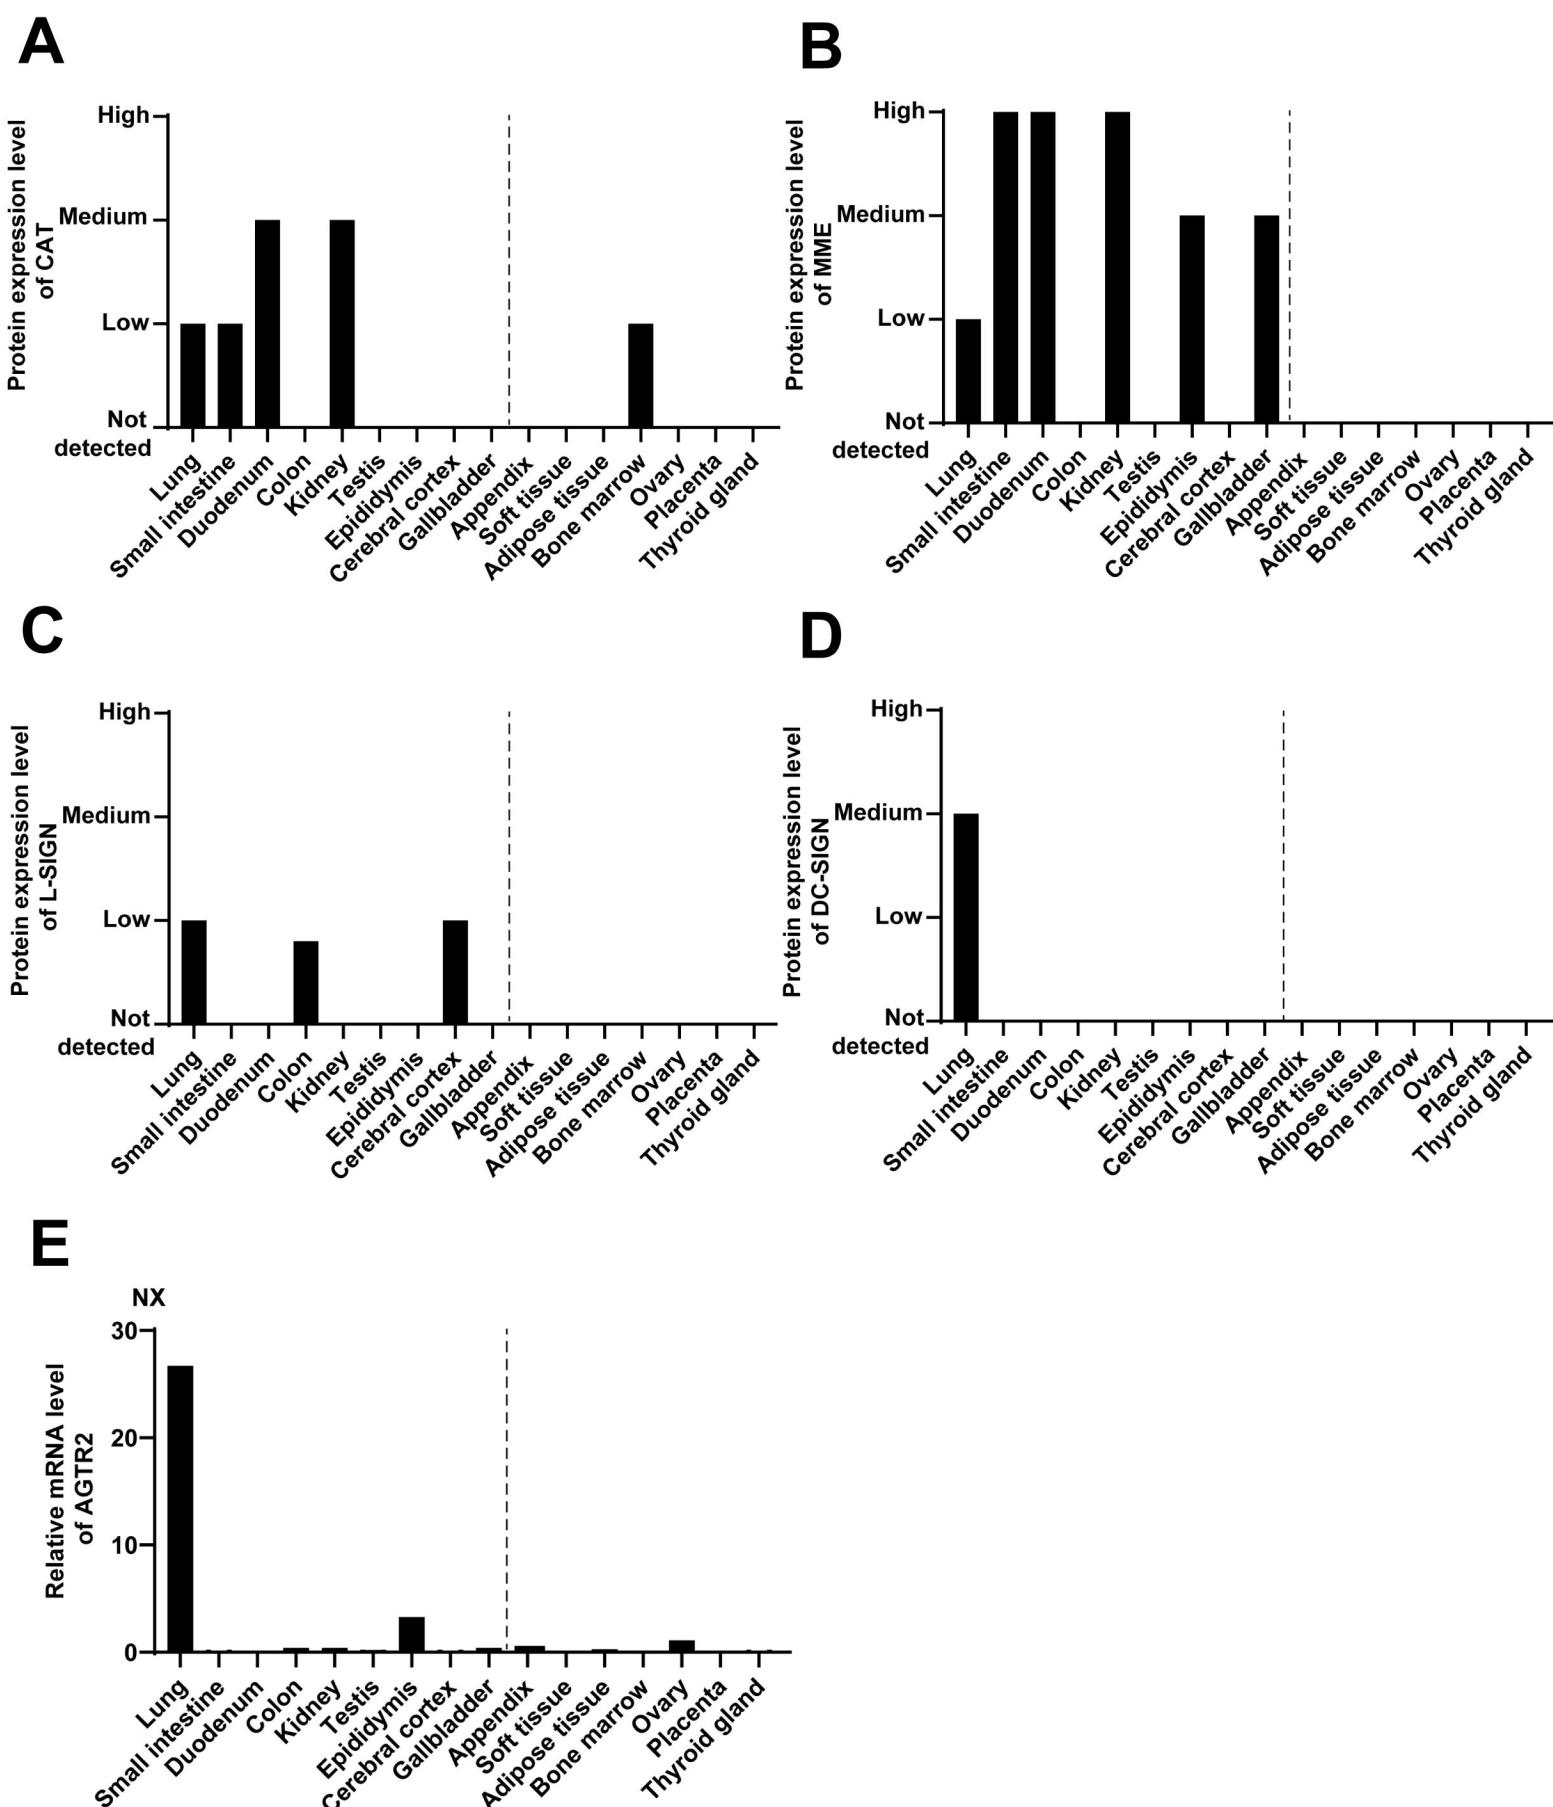 A
Protein expression level
of CAT
High
Medium
Low
Not
detected
Lung
Small intestine
Duodenum
Colon
Kidney
Testis
Epididymis
Cerebral cortex
Gallbladder
Appendix
Soft tissue
Adipose tissue
Bone marrow
Ovary
Placenta
Thyroid gland
B
Protein expression level
of MME
High
Medium
Low
Not
detected
Lung
Small intestine
Duodenum
Colon
Kidney
Testis
Epididymis
Cerebral cortex
Gallbladder
Appendix
Soft tissue
Adipose tissue
Bone marrow
Ovary
Placenta
Thyroid gland
C
Protein expression level
of L-SIGN
High
Medium
Low
Not
detected
Lung
Small intestine
Duodenum
Colon
Kidney
Testis
Epididymis
Cerebral cortex
Gallbladder
Appendix
Soft tissue
Adipose tissue
Bone marrow
Ovary
Placenta
Thyroid gland
D
Protein expression level
of DC-SIGN
High
Medium
Low
Not
detected
Lung
Small intestine
Duodenum
Colon
Kidney
Testis
Epididymis
Cerebral cortex
Gallbladder
Appendix
Soft tissue
Adipose tissue
Bone marrow
Ovary
Placenta
Thyroid gland
E
NX
Relative mRNA level
of AGTR2
30
20
10
0
Lung
Small intestine
Duodenum
Colon
Kidney
Testis
Epididymis
Cerebral cortex
Gallbladder
Appendix
Soft tissue
Adipose tissue
Bone marrow
Ovary
Placenta
Thyroid gland